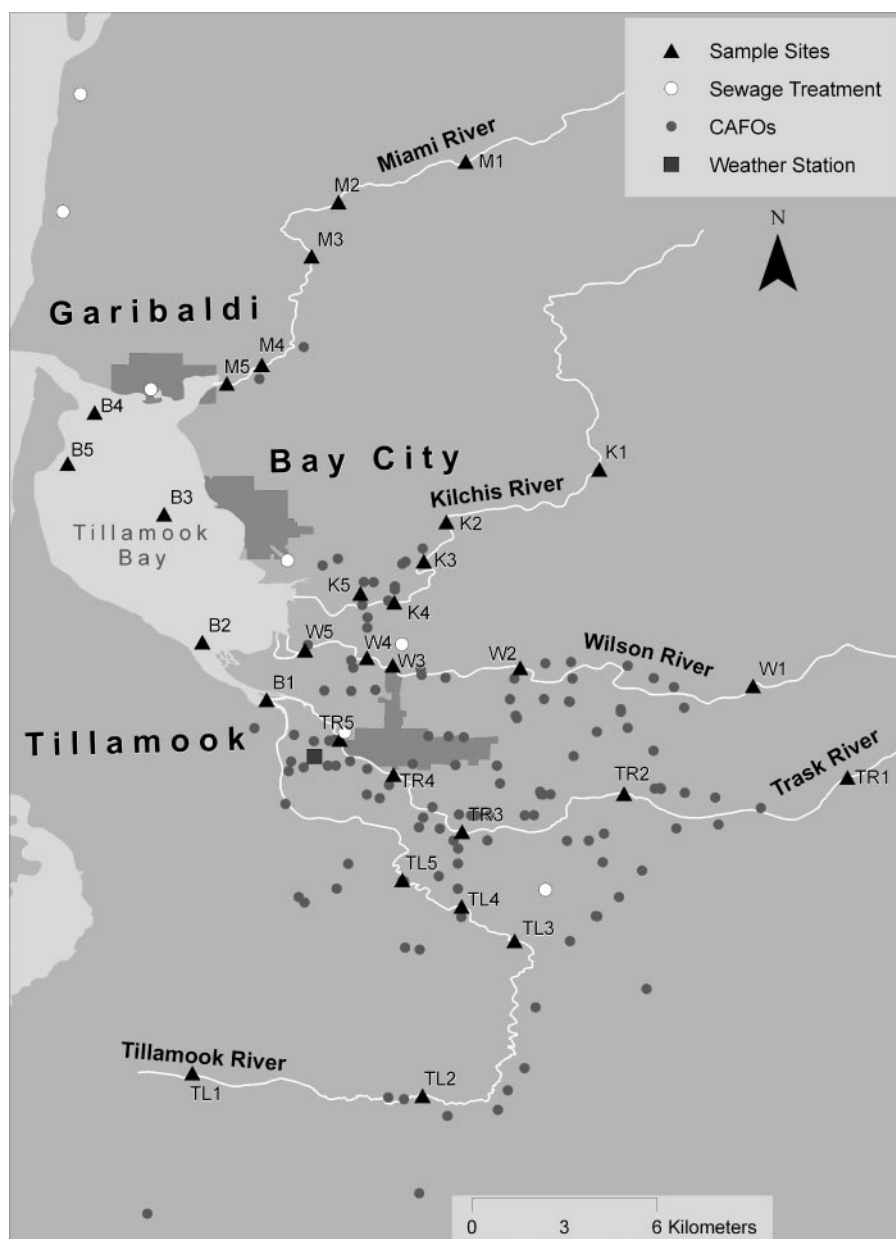 Sample Sites
Sewage Treatment
CAFOs
Weather Station
N
Miami River
M1
M2
M3
Garibaldi
M4
M5
B4
B5
Bay City
K1
Kilchis River
K2
B3
Tillamook
Bay
K3
K5
K4
B2
W5
W4
W3
W2
Wilson River
W1
B1
Tillamook
TR5
TR4
TR2
Trask River
TR1
TR3
TL5
TL4
TL3
Tillamook River
TL1
TL2
0 3 6 Kilometers